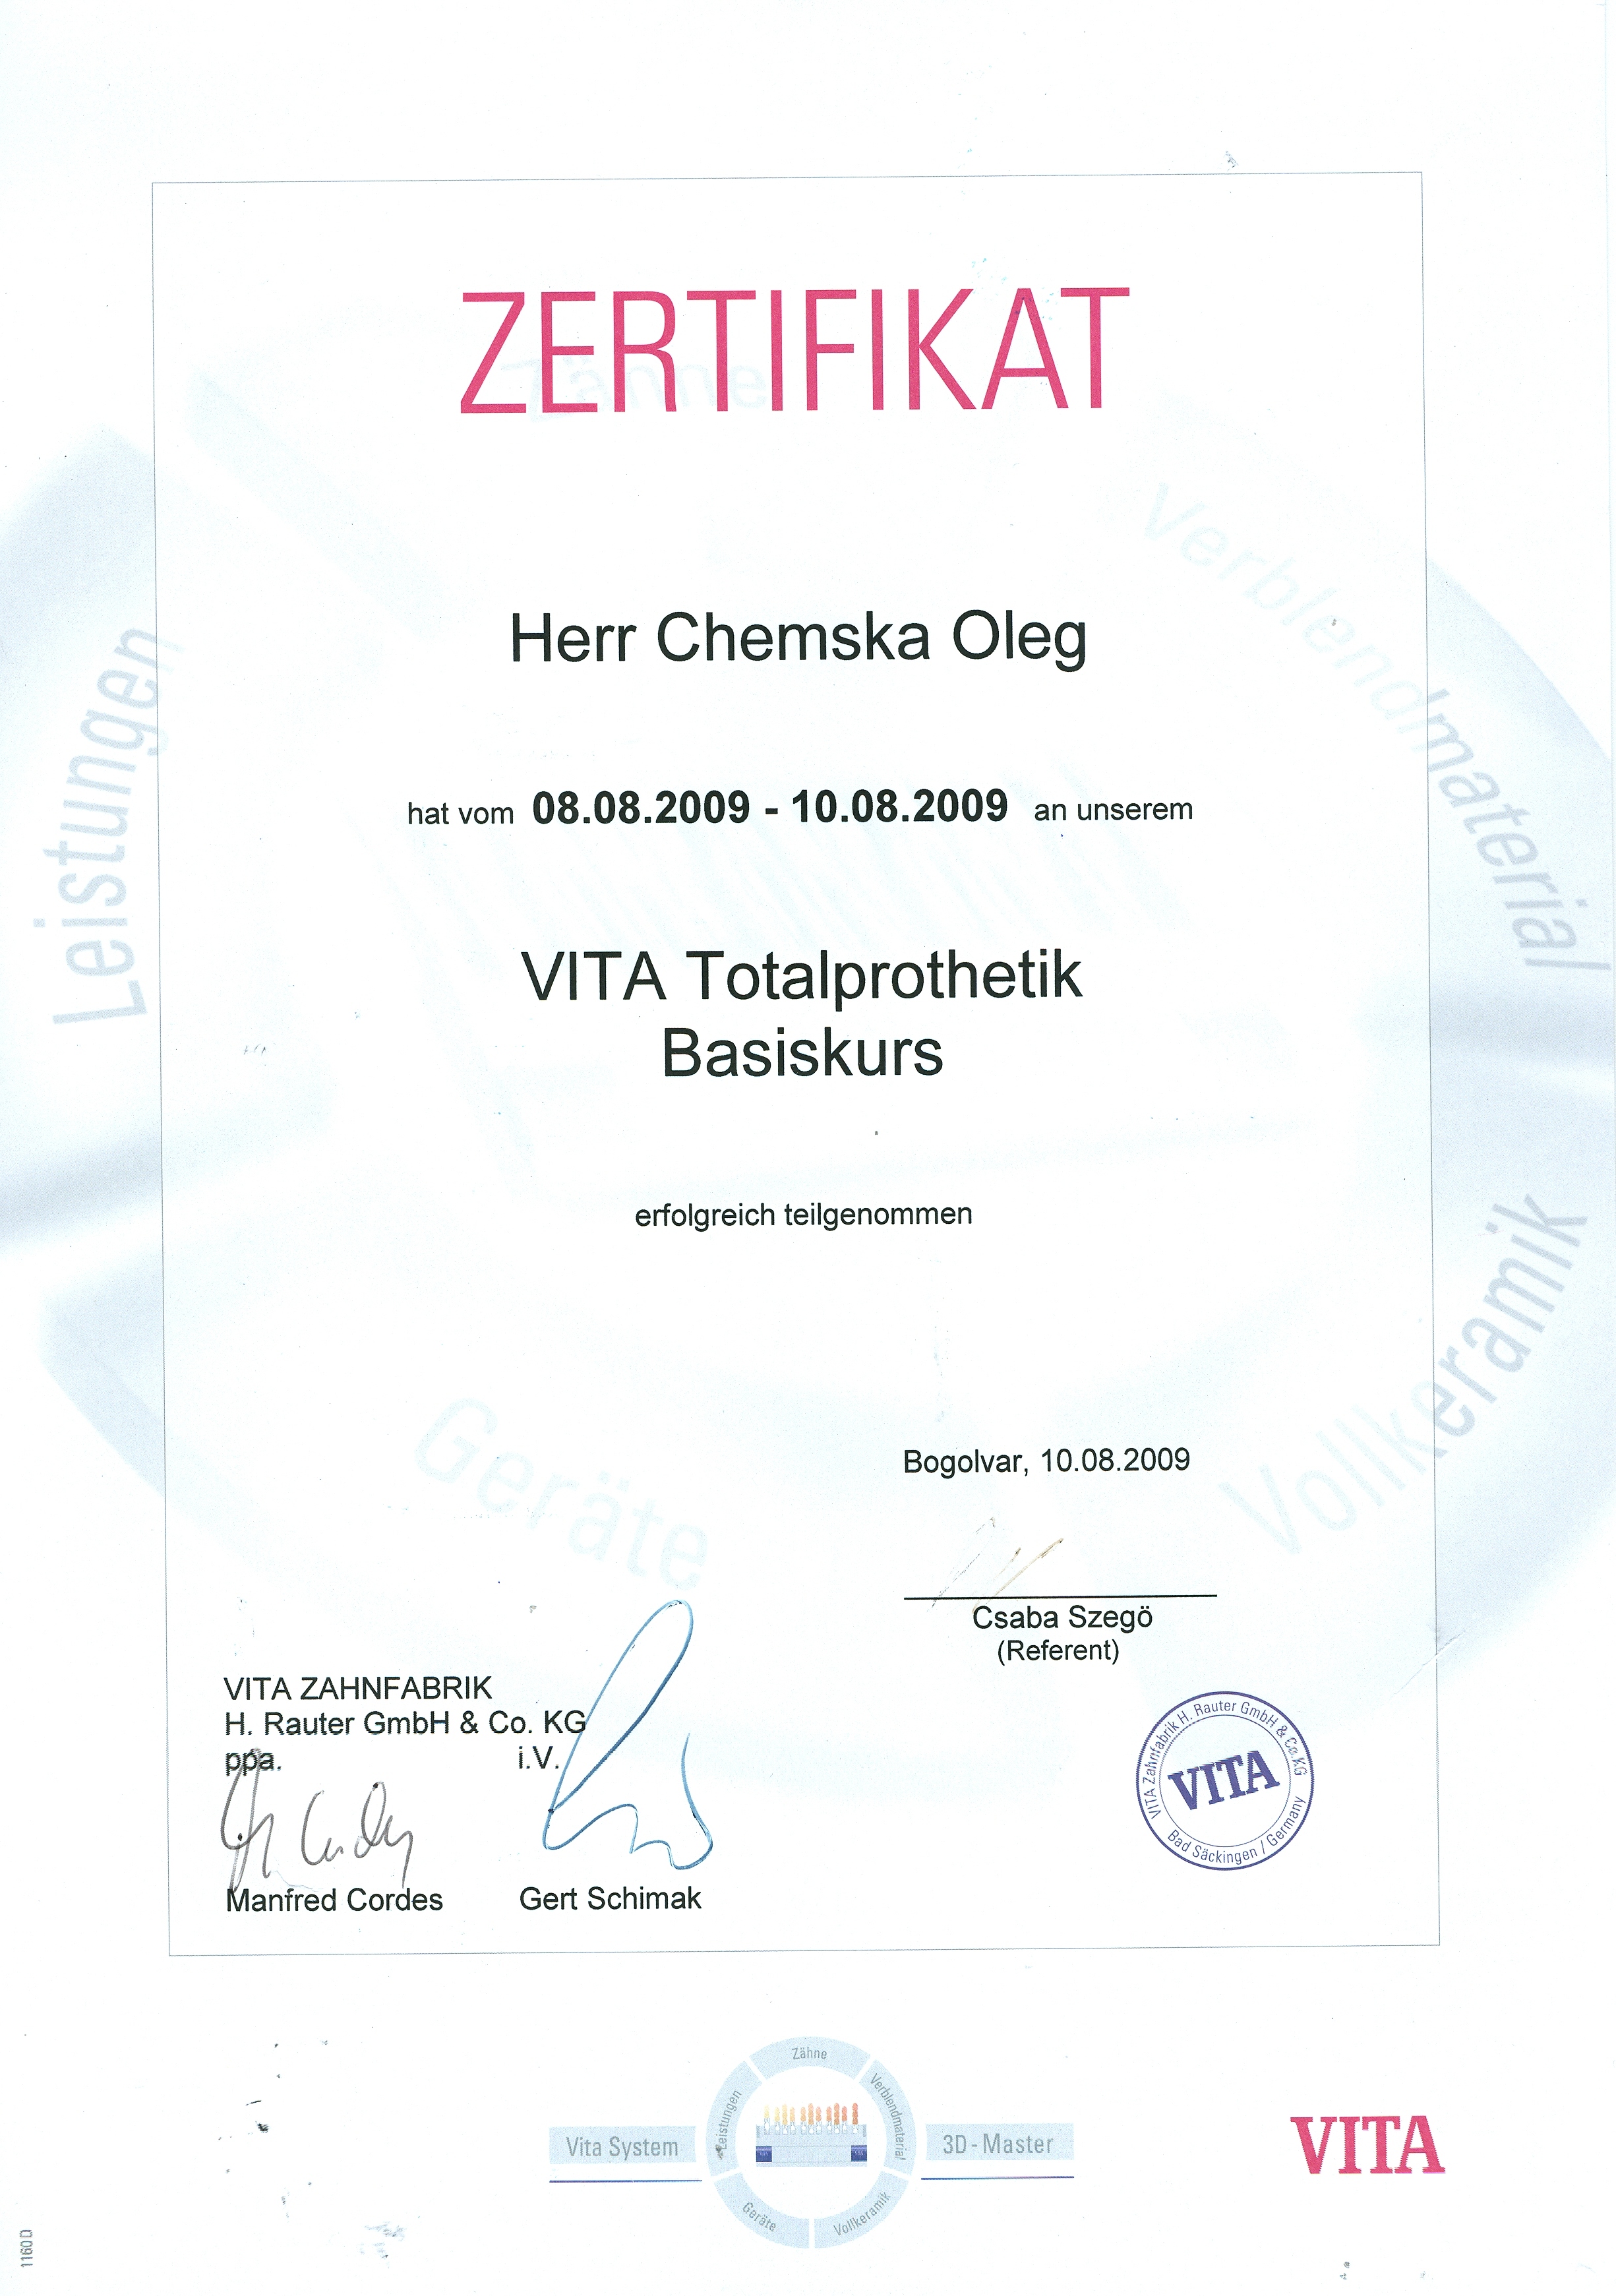 ZERTIFIKAT
Zähne
Verblendmaterial
Leistungen
Herr Chemska Oleg
hat vom 08.08.2009 - 10.08.2009 an unserem
VITA Totalprothetik
Basiskurs
erfolgreich teilgenommen
Vollkeramik
Geräte
Bogolvar, 10.08.2009
Csaba Szegö
(Referent)
VITA ZAHNFABRIK
H. Rauter GmbH & Co. KG
ppa. i.V.
Manfred Cordes Gert Schimak
VITA Zahnfabrik H. Rauter GmbH & Co.KG
VITA
Bad Säckingen / Germany
Zähne
Leistungen
Verblendmaterial
Vita System
3D-Master
Geräte
Vollkeramik
VITA
1160D